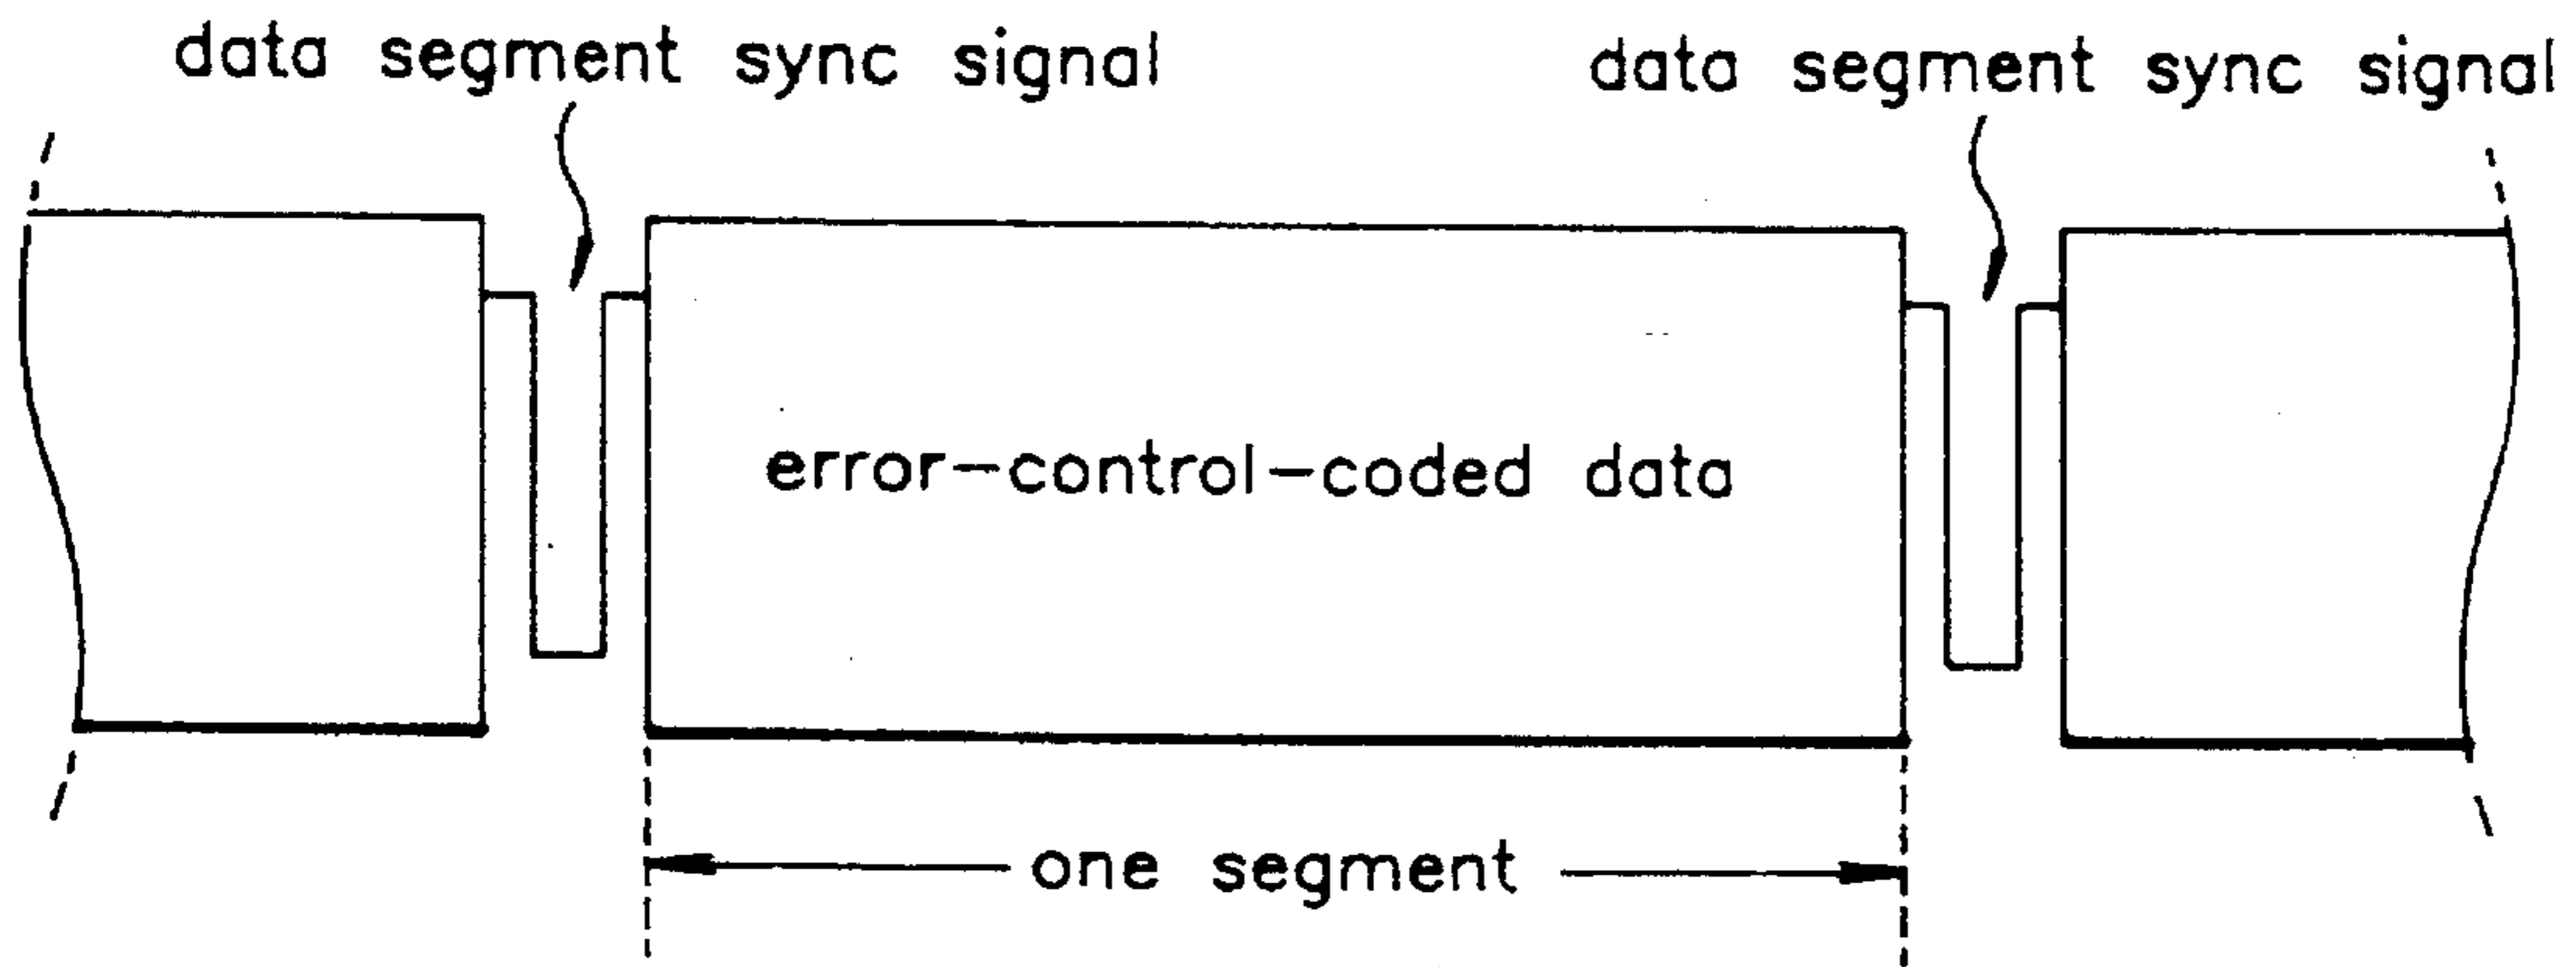 data segment sync signal
data segment sync signal
error-control-coded data
one segment